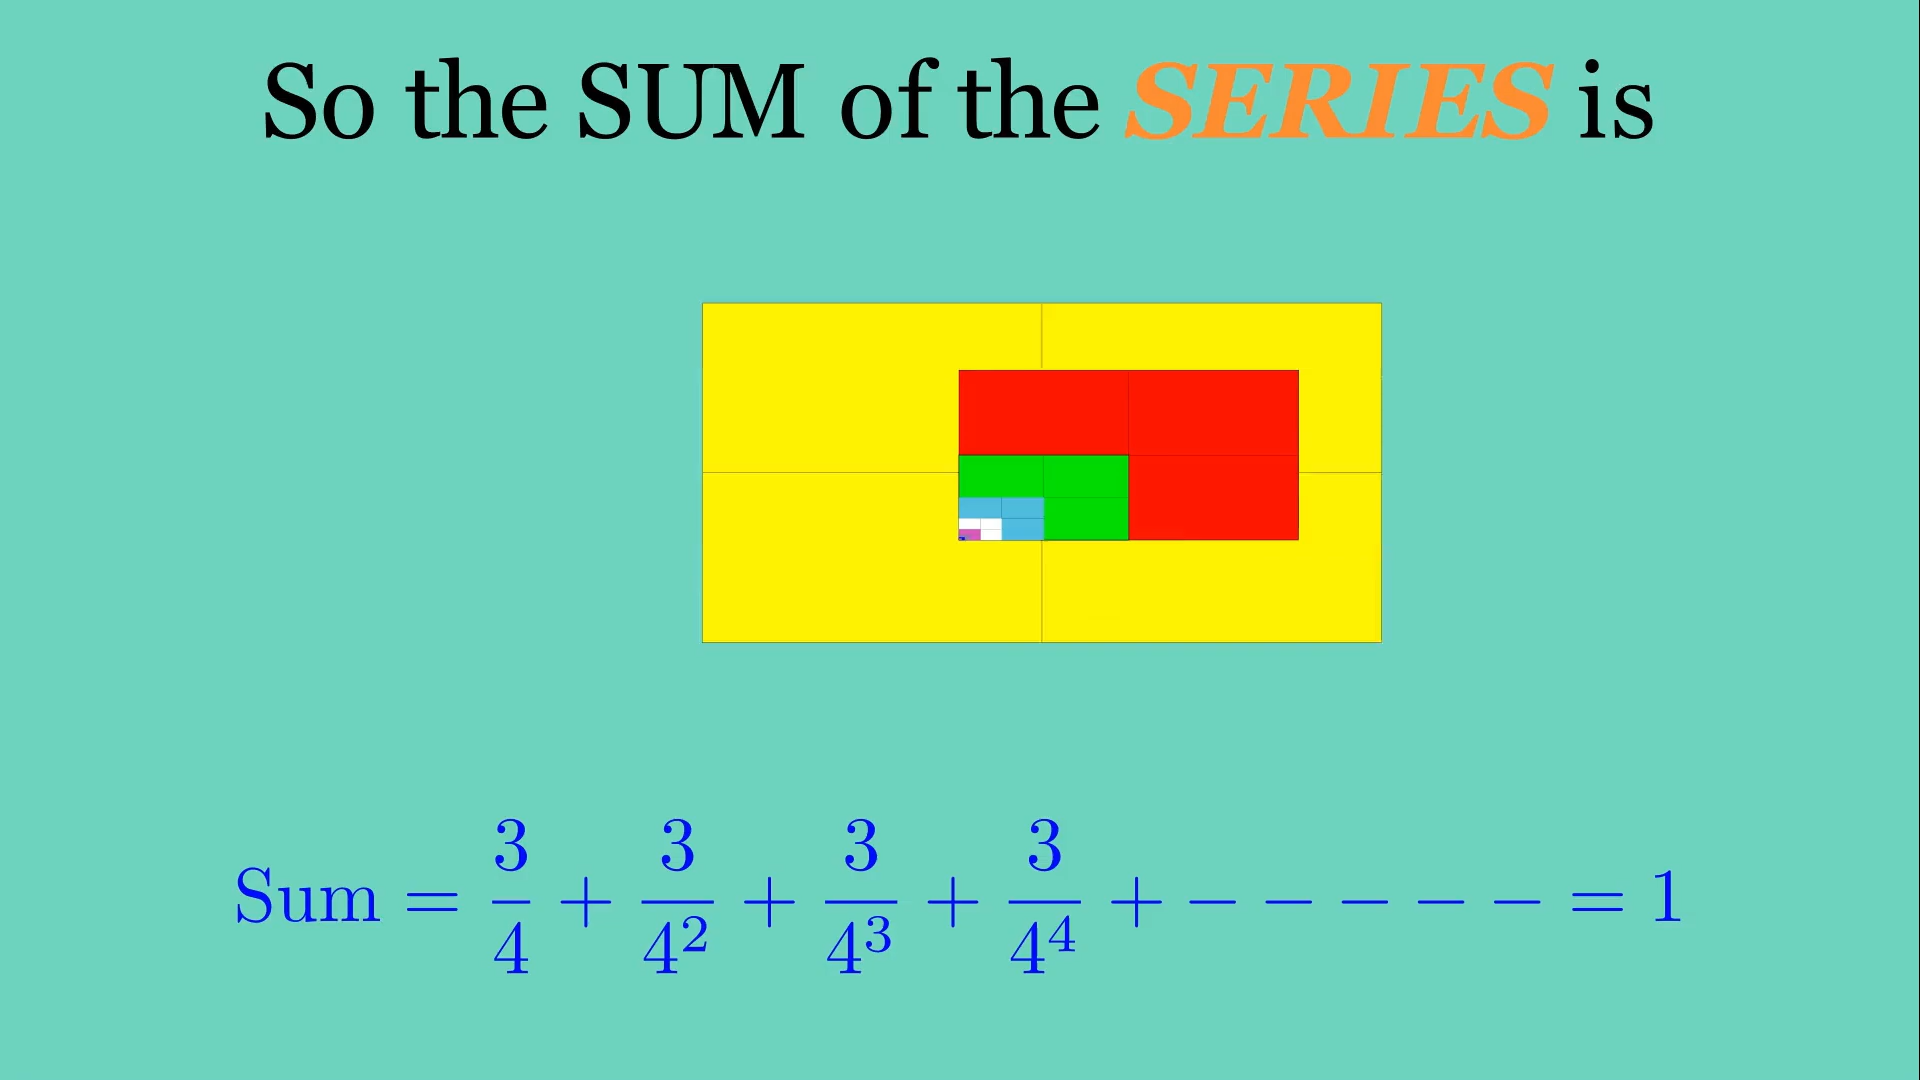 So the SUM of the SERIES is
Sum = 3/4 + 3/4² + 3/4³ + 3/4⁴ + − − − − − = 1